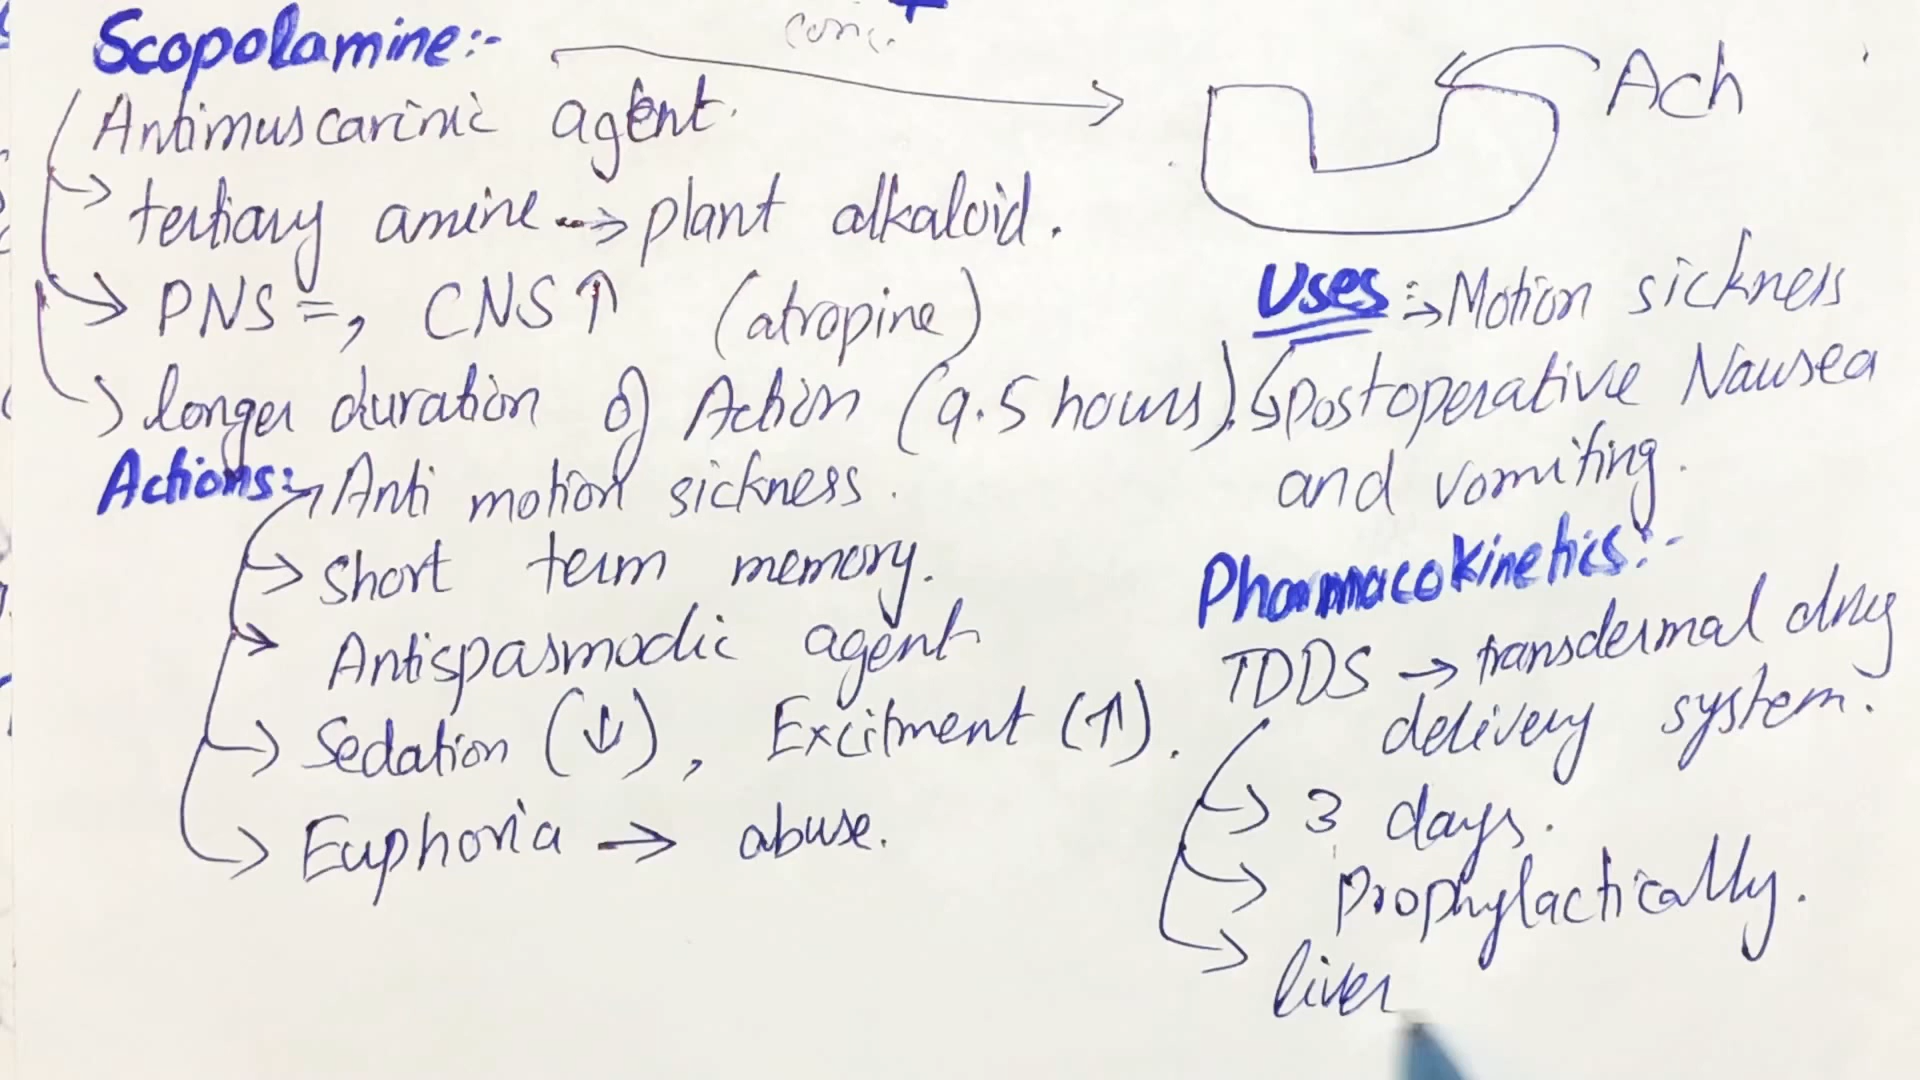 Scopolamine:-
Antimuscarinic agent.
tertiary amine → plant alkaloid.
PNS =, CNS ↑ (atropine)
longer duration of Action (9.5 hours).
Actions:→ Anti motion sickness.
Short term memory.
Antispasmodic agent
Sedation (↓), Excitment (↑).
Euphoria → abuse.
Ach
Uses :→ Motion sickness
Postoperative Nausea
and vomiting.
Pharmacokinetics:-
TDDS → transdermal drug
delivery system.
3 days.
Prophylactically.
liver